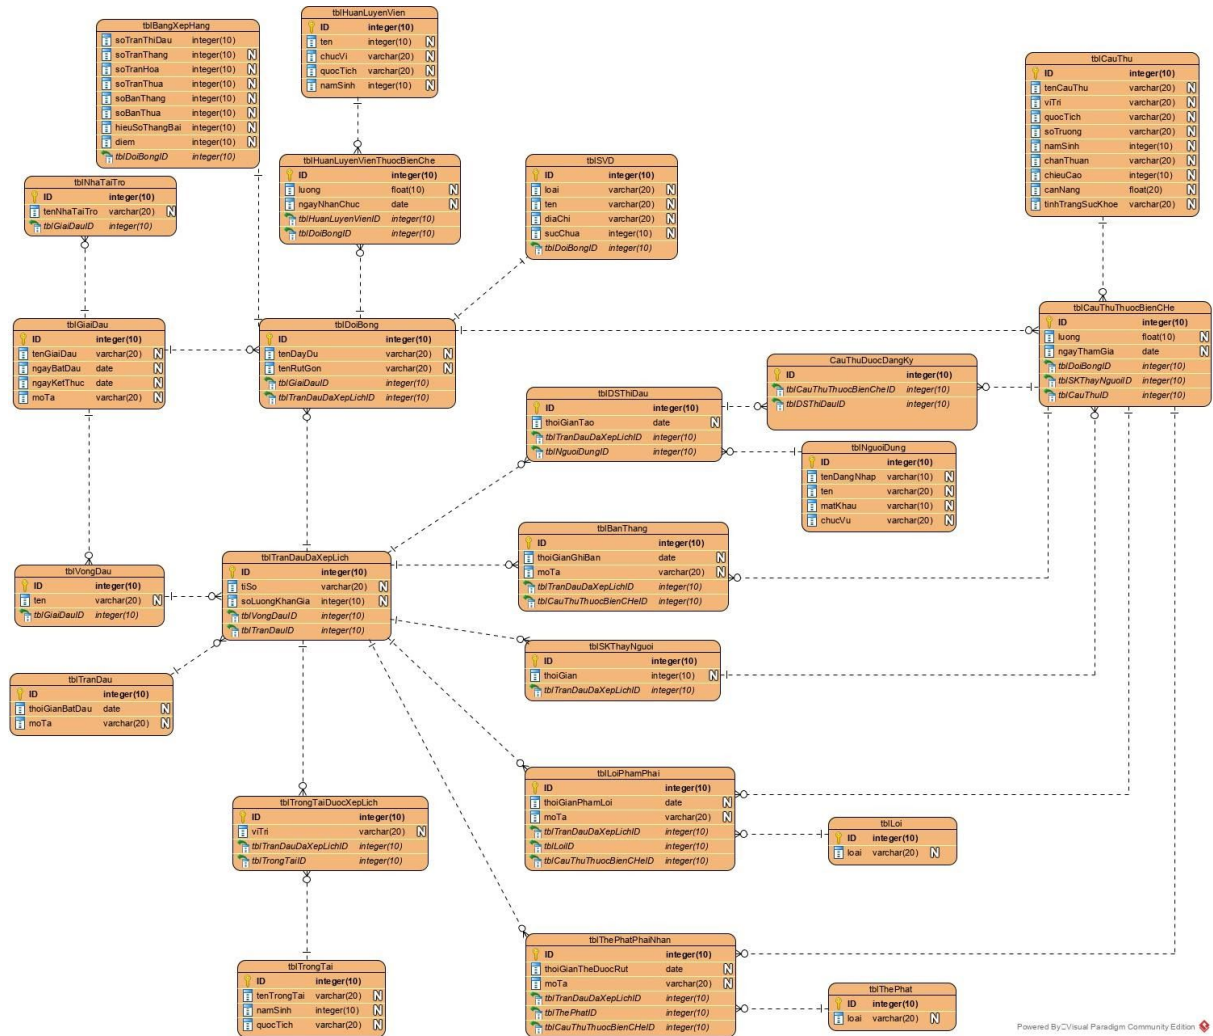 tblBangXepHang
soTranThiDau integer(10)
soTranThang integer(10) N
soTranHoa integer(10) N
soTranThua integer(10) N
soBanThang integer(10) N
soBanThua integer(10) N
hieuSoThangBai integer(10) N
diem integer(10) N
tblDoiBongID integer(10)
tblHuanLuyenVien
ID integer(10)
ten integer(10) N
chucVi varchar(20) N
quocTich varchar(20) N
namSinh integer(10) N
tblCauThu
ID integer(10)
tenCauThu varchar(20) N
viTri varchar(20) N
quocTich varchar(20) N
soTruong varchar(20) N
namSinh integer(10) N
chanThuan varchar(20) N
chieuCao integer(10) N
canNang float(20) N
tinhTrangSucKhoe varchar(20) N
tblHuanLuyenVienThuocBienChe
ID integer(10)
luong float(10) N
ngayNhanChuc date N
tblHuanLuyenVienID integer(10)
tblDoiBongID integer(10)
tblSVD
ID integer(10)
loai varchar(20) N
ten varchar(20) N
diaChi varchar(20) N
sucChua integer(10) N
tblDoiBongID integer(10)
tblNhaTaiTro
ID integer(10)
tenNhaTaiTro varchar(20) N
tblGiaiDauID integer(10)
tblGiaiDau
ID integer(10)
tenGiaiDau varchar(20) N
ngayBatDau date N
ngayKetThuc date N
moTa varchar(20) N
tblDoiBong
ID integer(10)
tenDayDu varchar(20) N
tenRutGon varchar(20) N
tblGiaiDauID integer(10)
tblTranDauDaXepLichID integer(10)
tblCauThuThuocBienCHe
ID integer(10)
luong float(10) N
ngayThamGia date N
tblDoiBongID integer(10)
tblSKThayNguoiID integer(10)
tblCauThuID integer(10)
CauThuDuocDangKy
ID integer(10)
tblCauThuThuocBienCheID integer(10)
tblDSThiDauID integer(10)
tblDSThiDau
ID integer(10)
thoiGianTao date N
tblTranDauDaXepLichID integer(10)
tblNguoiDungID integer(10)
tblNguoiDung
ID integer(10)
tenDangNhap varchar(10) N
ten varchar(20) N
matKhau varchar(20) N
chucVu varchar(20) N
tblBanThang
ID integer(10)
thoiGianGhiBan date N
moTa varchar(20) N
tblTranDauDaXepLichID integer(10)
tblCauThuThuocBienCHeID integer(10)
tblTranDauDaXepLich
ID integer(10)
tiSo varchar(20) N
soLuongKhanGia integer(10) N
tblVongDauID integer(10)
tblTranDauID integer(10)
tblVongDau
ID integer(10)
ten varchar(20) N
tblGiaiDauID integer(10)
tblSKThayNguoi
ID integer(10)
thoiGian integer(10) N
tblTranDauDaXepLichID integer(10)
tblTranDau
ID integer(10)
thoiGianBatDau date N
moTa varchar(20) N
tblLoiPhamPhai
ID integer(10)
thoiGianPhamLoi date N
moTa varchar(20) N
tblTranDauDaXepLichID integer(10)
tblLoiID integer(10)
tblCauThuThuocBienCHeID integer(10)
tblLoi
ID integer(10)
loai varchar(20) N
tblTrongTaiDuocXepLich
ID integer(10)
viTri varchar(20) N
tblTranDauDaXepLichID integer(10)
tblTrongTaiID integer(10)
tblThePhatPhaiNhan
ID integer(10)
thoiGianTheDuocRut date N
moTa varchar(20) N
tblTranDauDaXepLichID integer(10)
tblThePhatID integer(10)
tblCauThuThuocBienCHeID integer(10)
tblTrongTai
ID integer(10)
tenTrongTai varchar(20) N
namSinh integer(10) N
quocTich varchar(20) N
tblThePhat
ID integer(10)
loai varchar(20) N
Powered By Visual Paradigm Community Edition